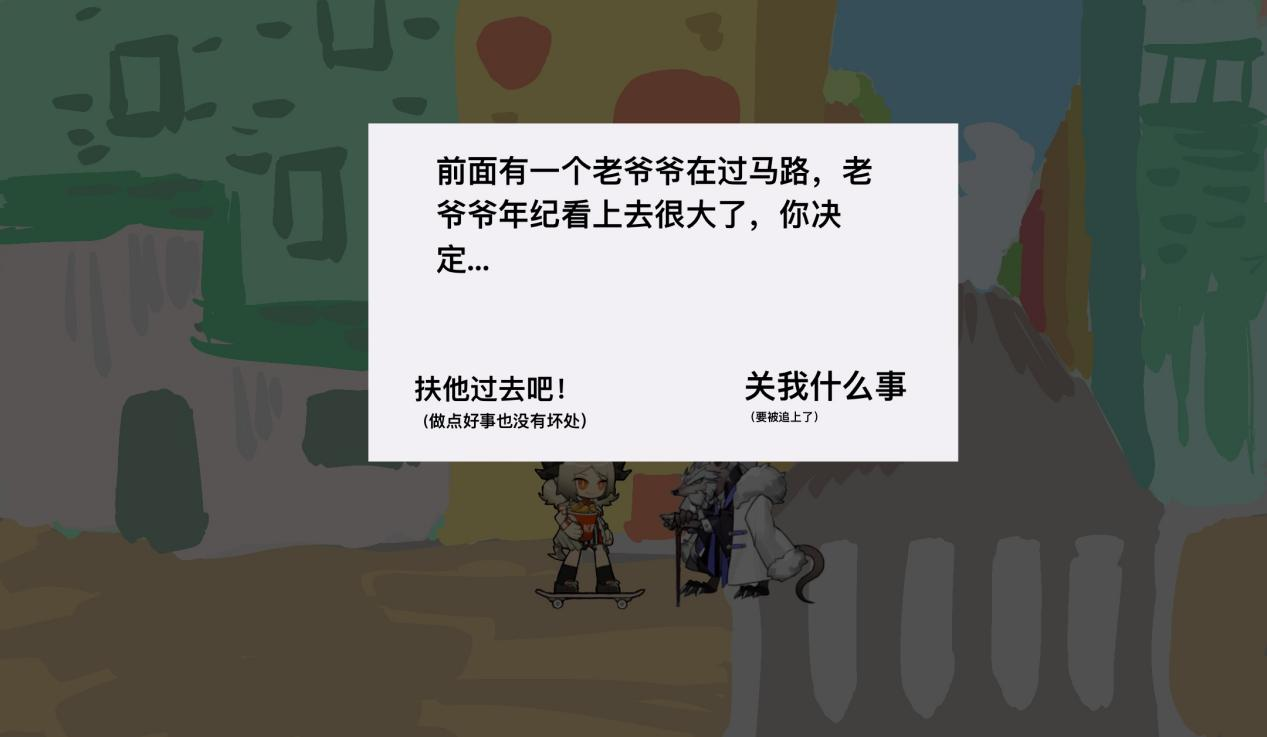 前面有一个老爷爷在过马路，老
爷爷年纪看上去很大了，你决
定...
扶他过去吧！
（做点好事也没有坏处）
关我什么事
（要被追上了）